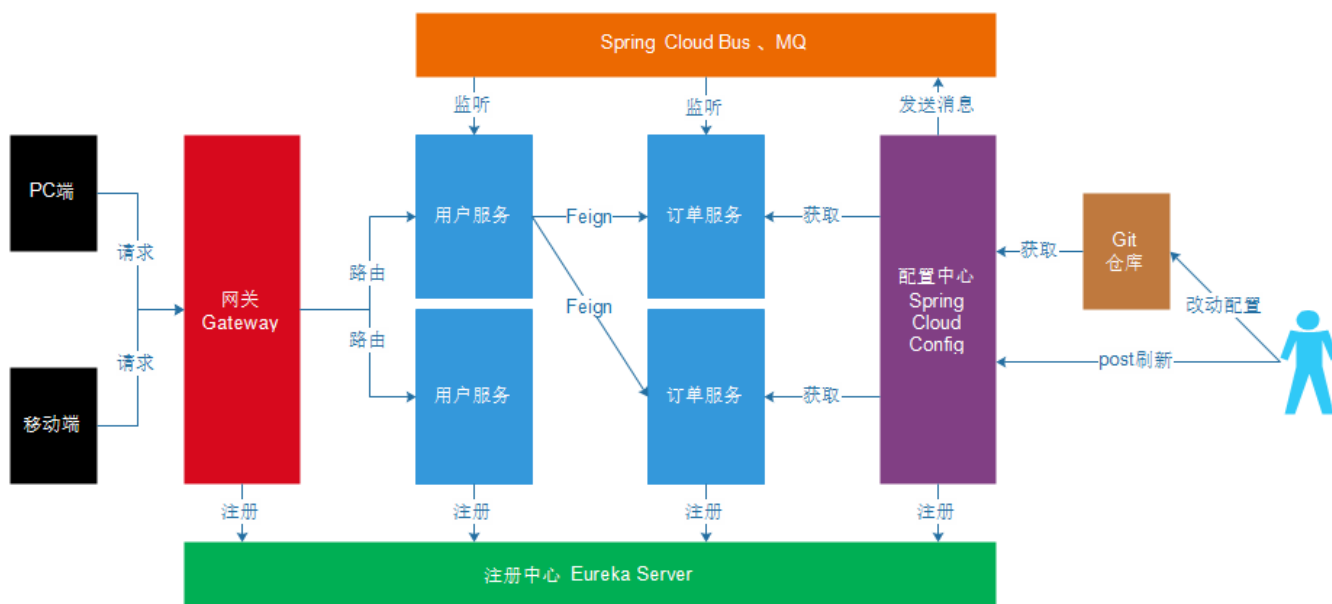 Spring Cloud Bus 、MQ
监听
监听
发送消息
PC端
请求
网关
Gateway
请求
移动端
路由
路由
用户服务
用户服务
Feign
Feign
订单服务
订单服务
获取
获取
配置中心
Spring
Cloud
Config
获取
Git
仓库
改动配置
post刷新
注册
注册
注册
注册
注册中心 Eureka Server